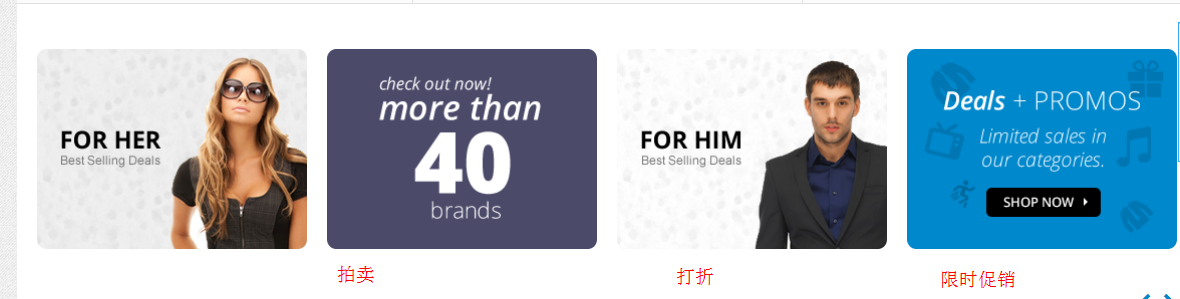 FOR HER
Best Selling Deals
check out now!
more than
40
brands
FOR HIM
Best Selling Deals
Deals + PROMOS
Limited sales in
our categories.
SHOP NOW
拍卖
打折
限时促销